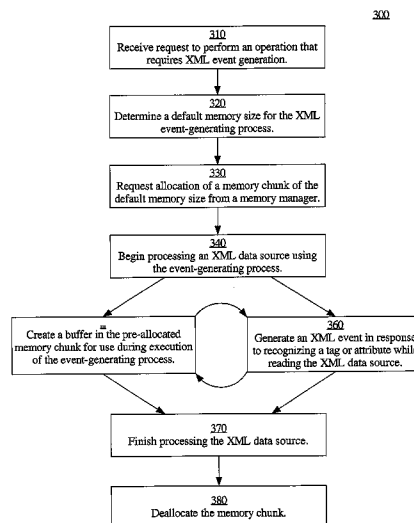 300
310
Receive request to perform an operation that
requires XML event generation.
320
Determine a default memory size for the XML
event-generating process.
330
Request allocation of a memory chunk of the
default memory size from a memory manager.
340
Begin processing an XML data source using
the event-generating process.
Create a buffer in the pre-allocated
memory chunk for use during execution
of the event-generating process.
360
Generate an XML event in response
to recognizing a tag or attribute while
reading the XML data source.
370
Finish processing the XML data source.
380
Deallocate the memory chunk.